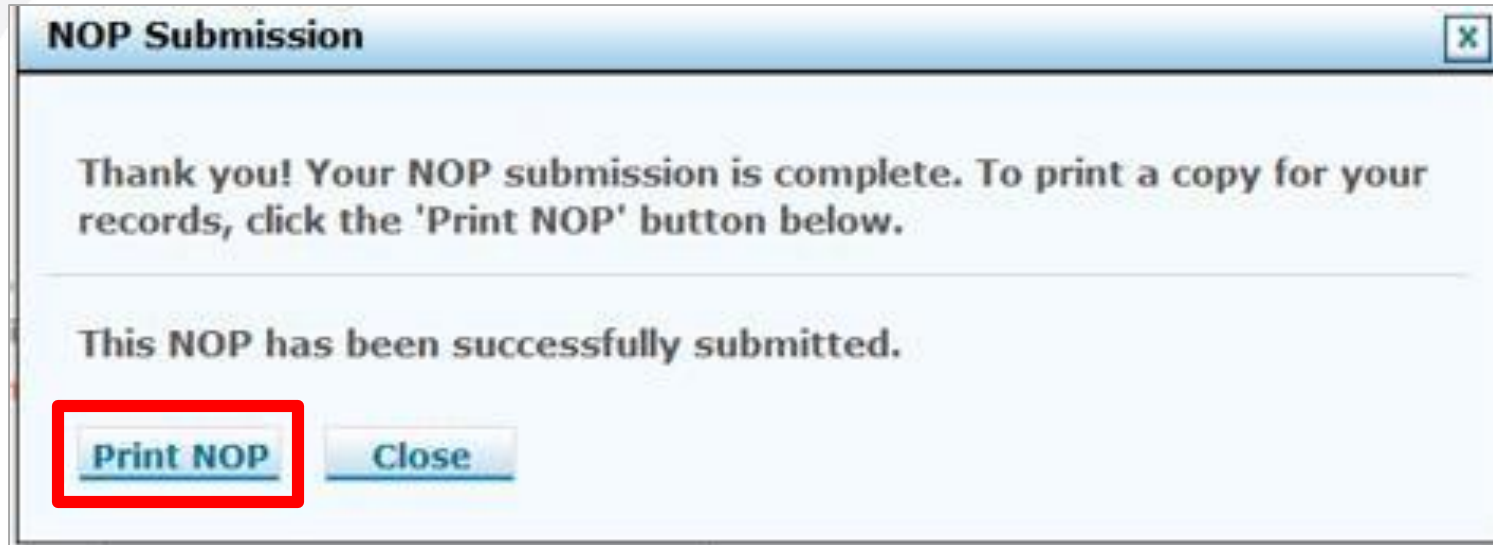 NOP Submission
x
Thank you! Your NOP submission is complete. To print a copy for your
records, click the 'Print NOP' button below.
This NOP has been successfully submitted.
Print NOP Close